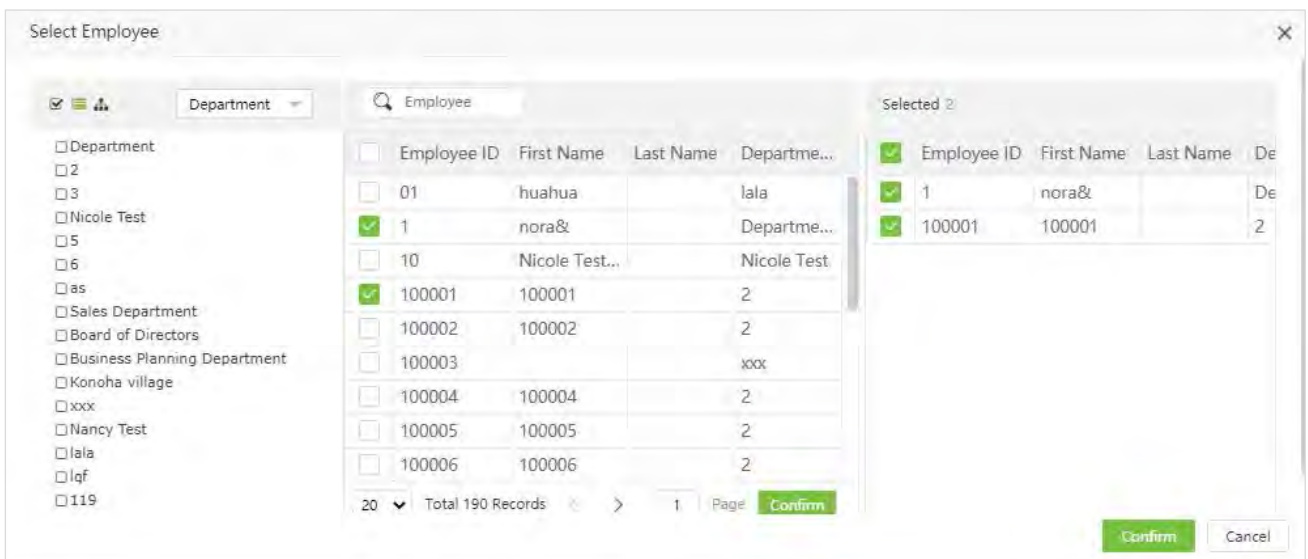 Select Employee
Department
Employee
Selected 2
Department
2
3
Nicole Test
5
6
as
Sales Department
Board of Directors
Business Planning Department
Konoha village
xxx
Nancy Test
lala
lqf
119
Employee ID First Name Last Name Departme...
01 huahua lala
1 nora& Departme...
10 Nicole Test... Nicole Test
100001 100001 2
100002 100002 2
100003 xxx
100004 100004 2
100005 100005 2
100006 100006 2
20 Total 190 Records < > 1 Page Confirm
Employee ID First Name Last Name De
1 nora& De
100001 100001 2
Confirm Cancel